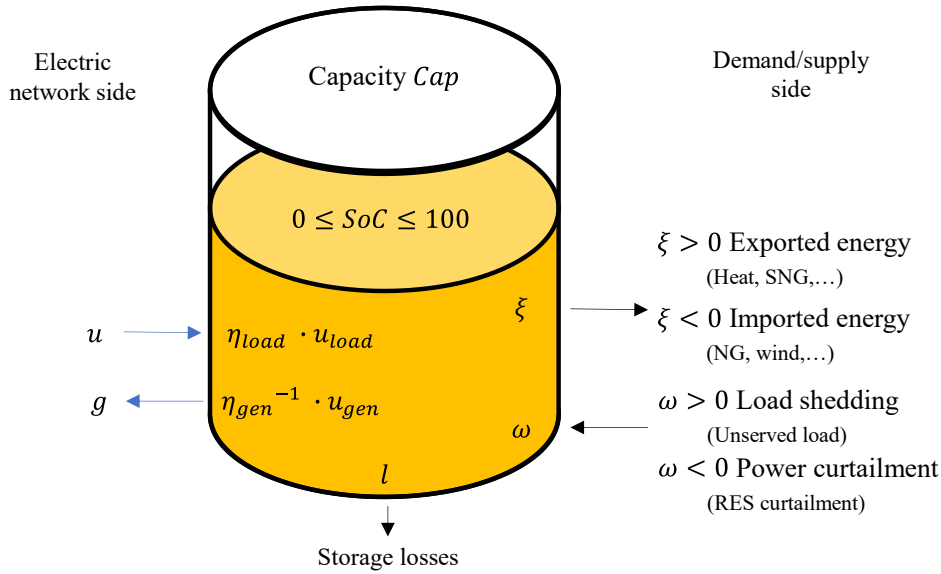 Electric
network side
Capacity Cap
Demand/supply
side
0 ≤ SoC ≤ 100
ξ > 0 Exported energy
(Heat, SNG,…)
ξ
ξ < 0 Imported energy
(NG, wind,…)
u
η_load · u_load
g
η_gen^−1 · u_gen
ω > 0 Load shedding
(Unserved load)
ω
ω < 0 Power curtailment
(RES curtailment)
l
Storage losses